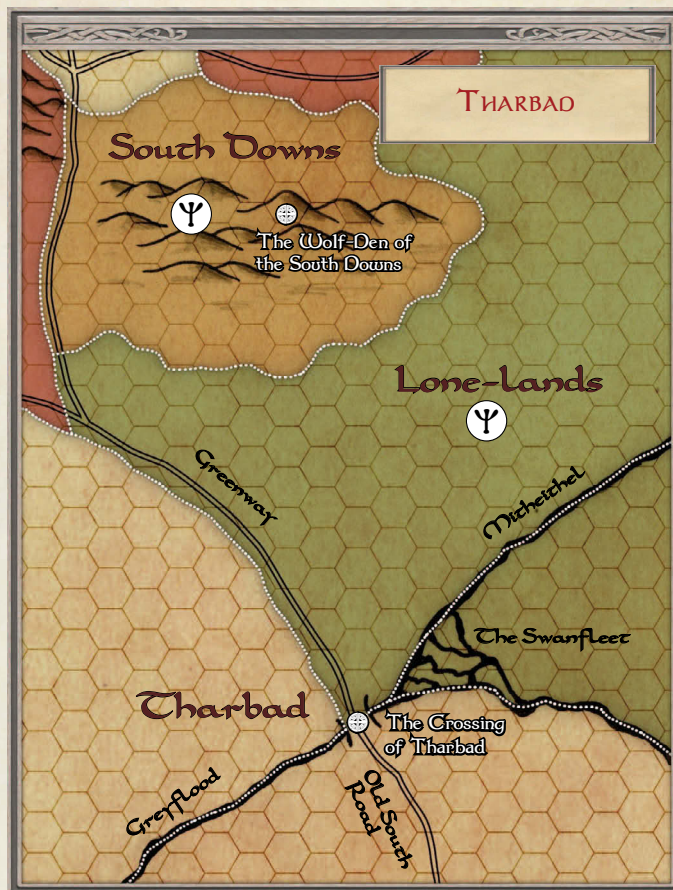 Tharbad
South Downs
The Wolf-Den of
the South Downs
Lone-lands
Greenway
Mitheithel
The Swanfleet
Tharbad
The Crossing
of Tharbad
Greyflood
Old South
Road